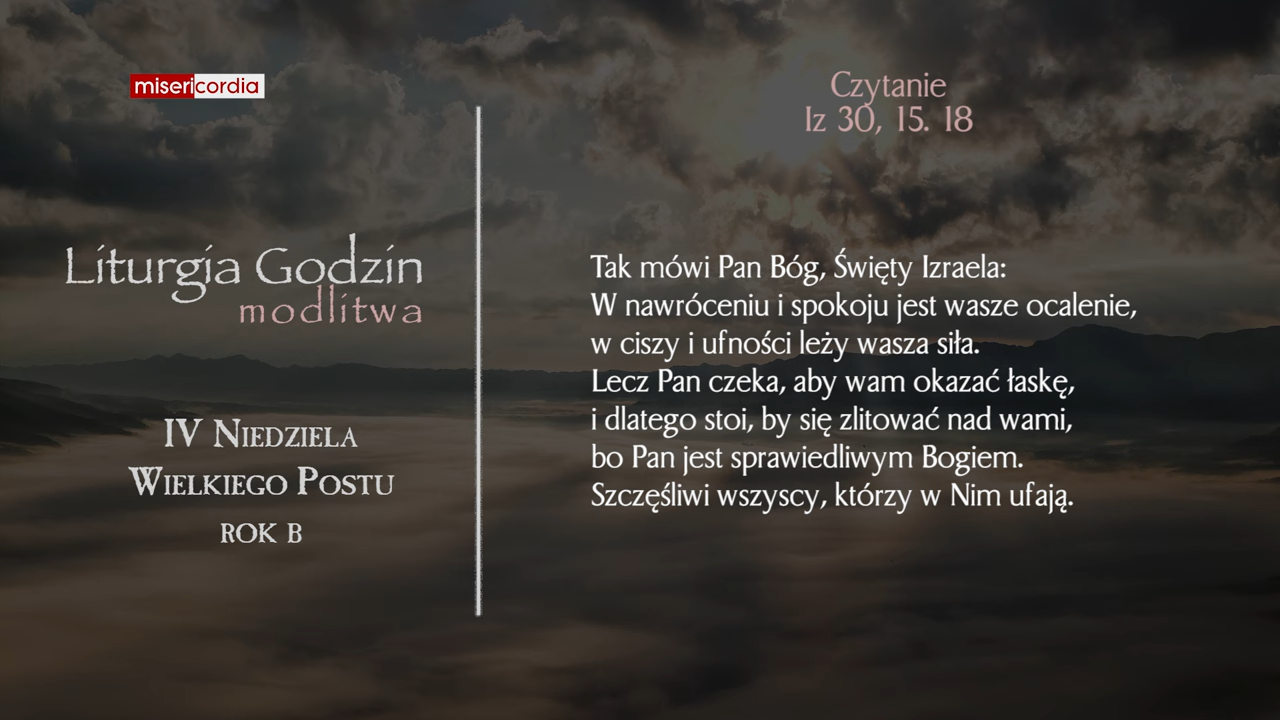 misericordia
Liturgia Godzin
modlitwa
IV Niedziela
Wielkiego Postu
ROK B
Czytanie
Iz 30, 15. 18
Tak mówi Pan Bóg, Święty Izraela:
W nawróceniu i spokoju jest wasze ocalenie,
w ciszy i ufności leży wasza siła.
Lecz Pan czeka, aby wam okazać łaskę,
i dlatego stoi, by się zlitować nad wami,
bo Pan jest sprawiedliwym Bogiem.
Szczęśliwi wszyscy, którzy w Nim ufają.